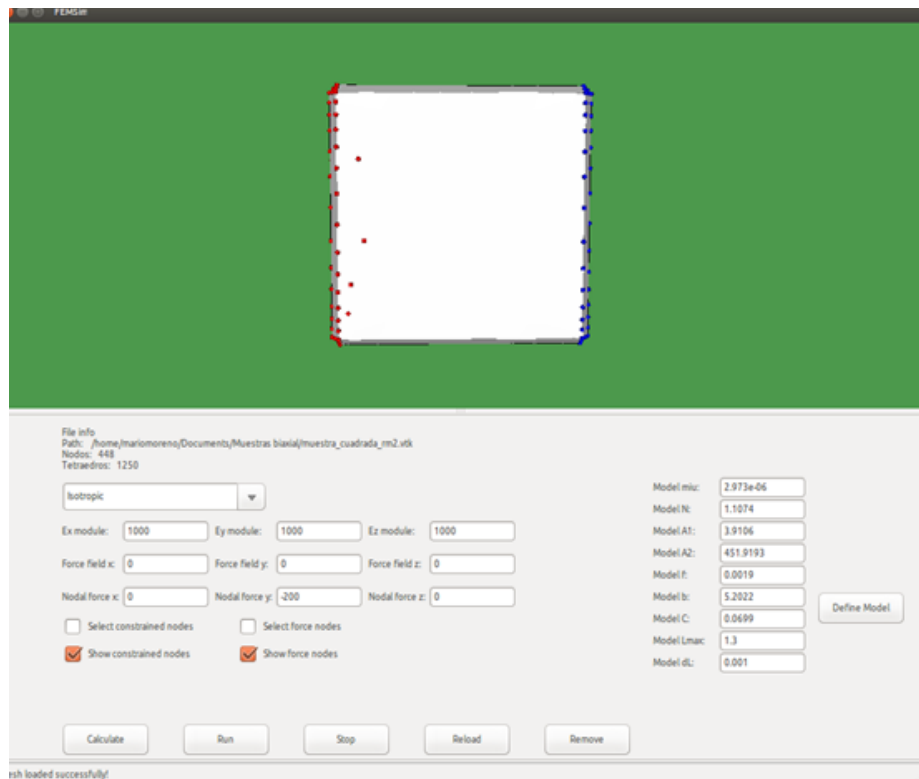 FEMSim
File info
Path: /home/mariomoreno/Documents/Muestras biaxial/muestra_cuadrada_rm2.vtk
Nodos: 448
Tetraedros: 1250
Isotropic
Ex module: 1000 Ey module: 1000 Ez module: 1000
Force field x: 0 Force field y: 0 Force field z: 0
Nodal force x: 0 Nodal force y: -200 Nodal force z: 0
Select constrained nodes Select force nodes
Show constrained nodes Show force nodes
Model miu: 2.973e-06
Model N: 1.1074
Model A1: 3.9106
Model A2: 451.9193
Model f: 0.0019
Model b: 5.2022
Model C: 0.0699
Model Lmax: 1.3
Model dL: 0.001
Define Model
Calculate Run Stop Reload Remove
esh loaded successfully!